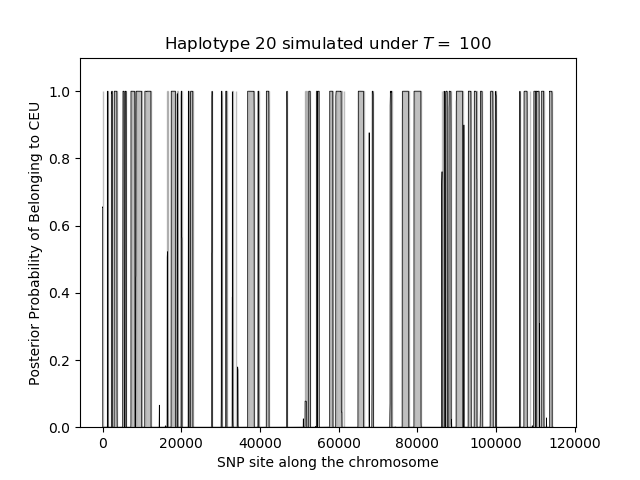 Haplotype 20 simulated under T = 100
Posterior Probability of Belonging to CEU
1.0
0.8
0.6
0.4
0.2
0.0
0 20000 40000 60000 80000 100000 120000
SNP site along the chromosome